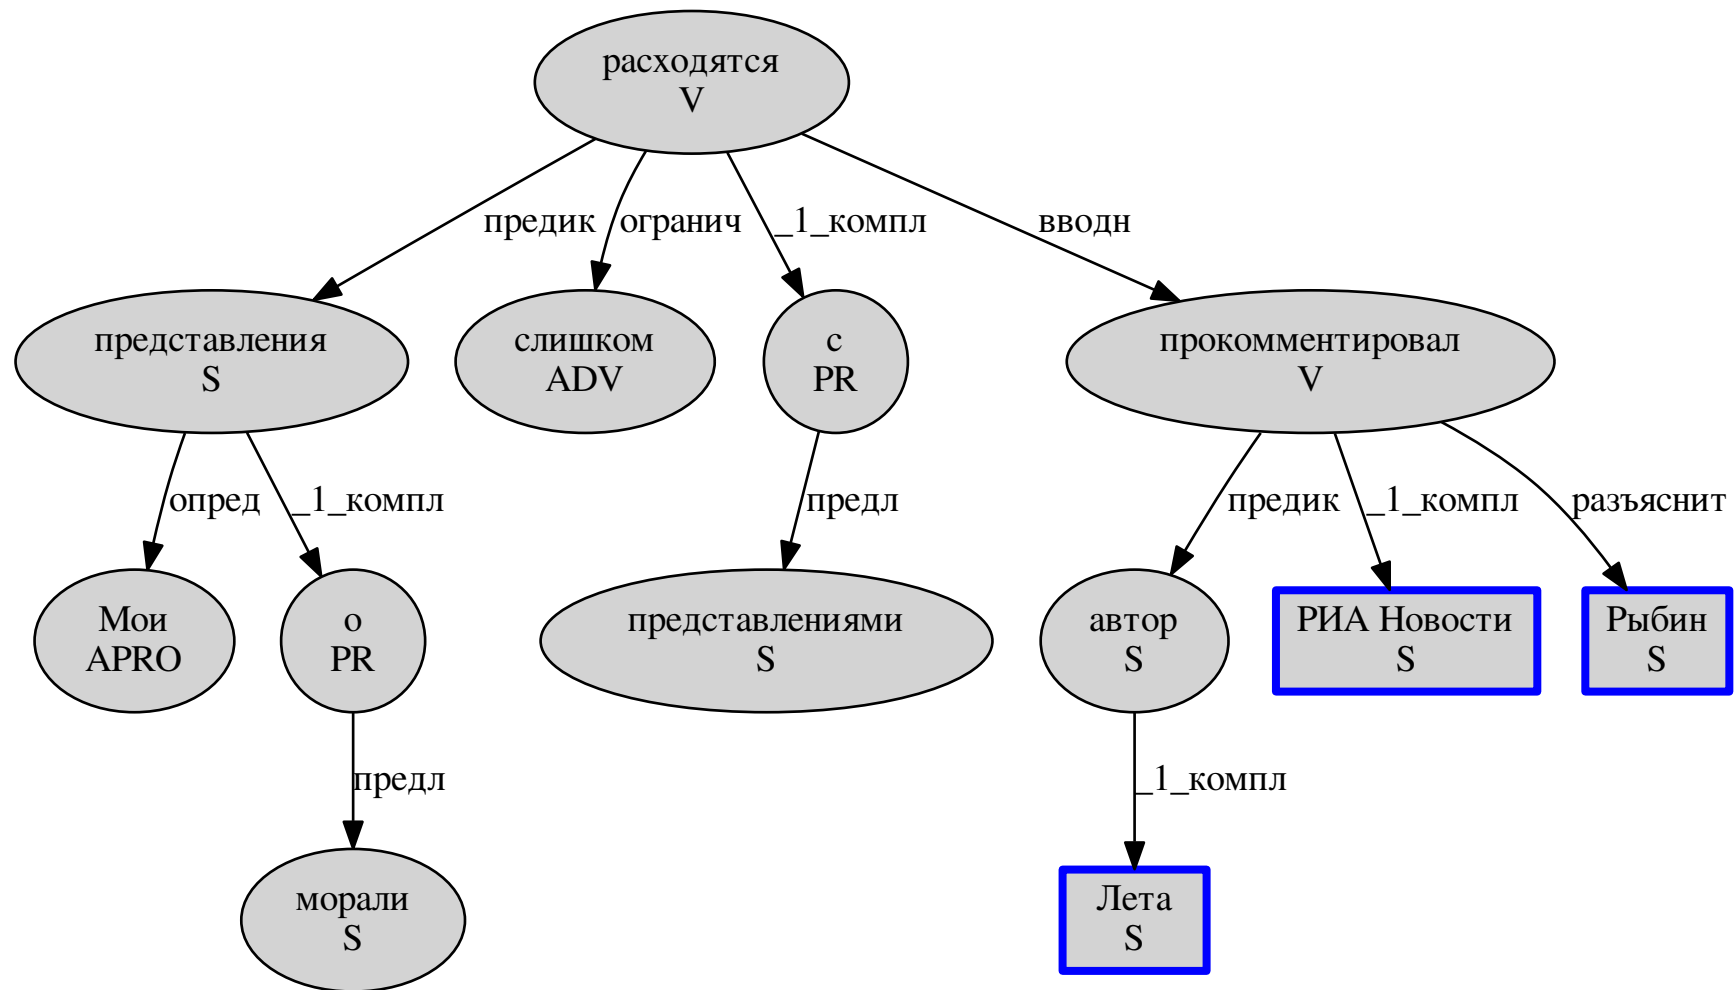 расходятся
V
предик
огранич
_1_компл
вводн
представления
S
слишком
ADV
с
PR
прокомментировал
V
опред
_1_компл
предл
предик
_1_компл
разъяснит
Мои
APRO
о
PR
представлениями
S
автор
S
РИА Новости
S
Рыбин
S
предл
_1_компл
морали
S
Лета
S